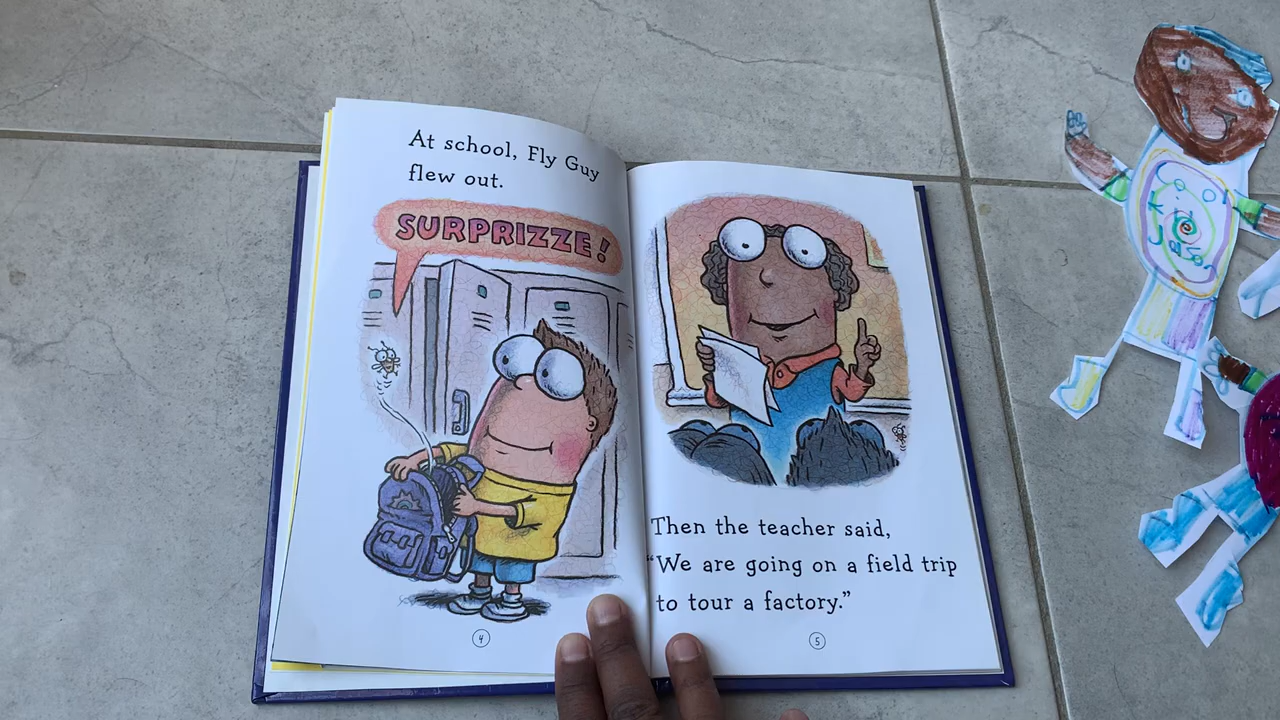 At school, Fly Guy
flew out.
SURPRIZZE!
4
Then the teacher said,
“We are going on a field trip
to tour a factory.”
5